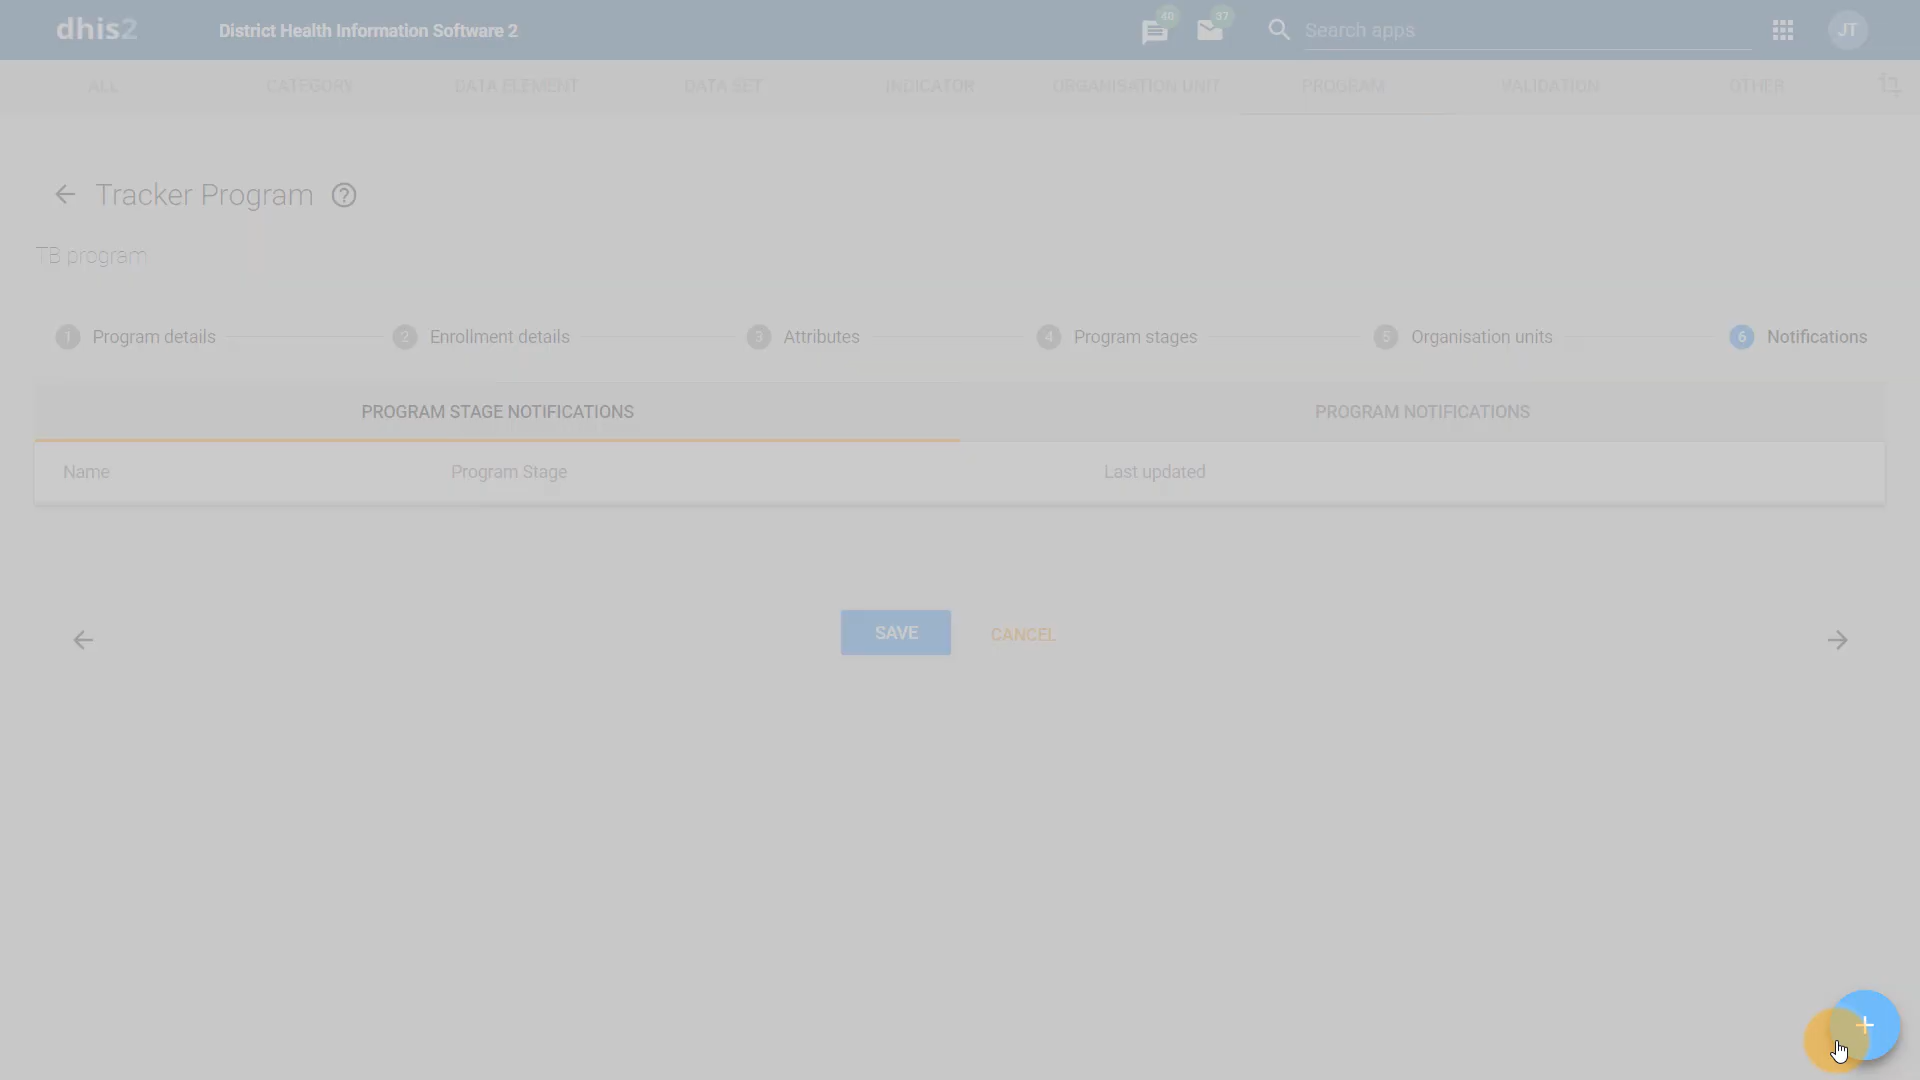 dhis2
District Health Information Software 2
40
37
Search apps
JT
ALL
CATEGORY
DATA ELEMENT
DATA SET
INDICATOR
ORGANISATION UNIT
PROGRAM
VALIDATION
OTHER
Tracker Program
TB program
1 Program details
2 Enrollment details
3 Attributes
4 Program stages
5 Organisation units
6 Notifications
PROGRAM STAGE NOTIFICATIONS
PROGRAM NOTIFICATIONS
Name
Program Stage
Last updated
SAVE
CANCEL